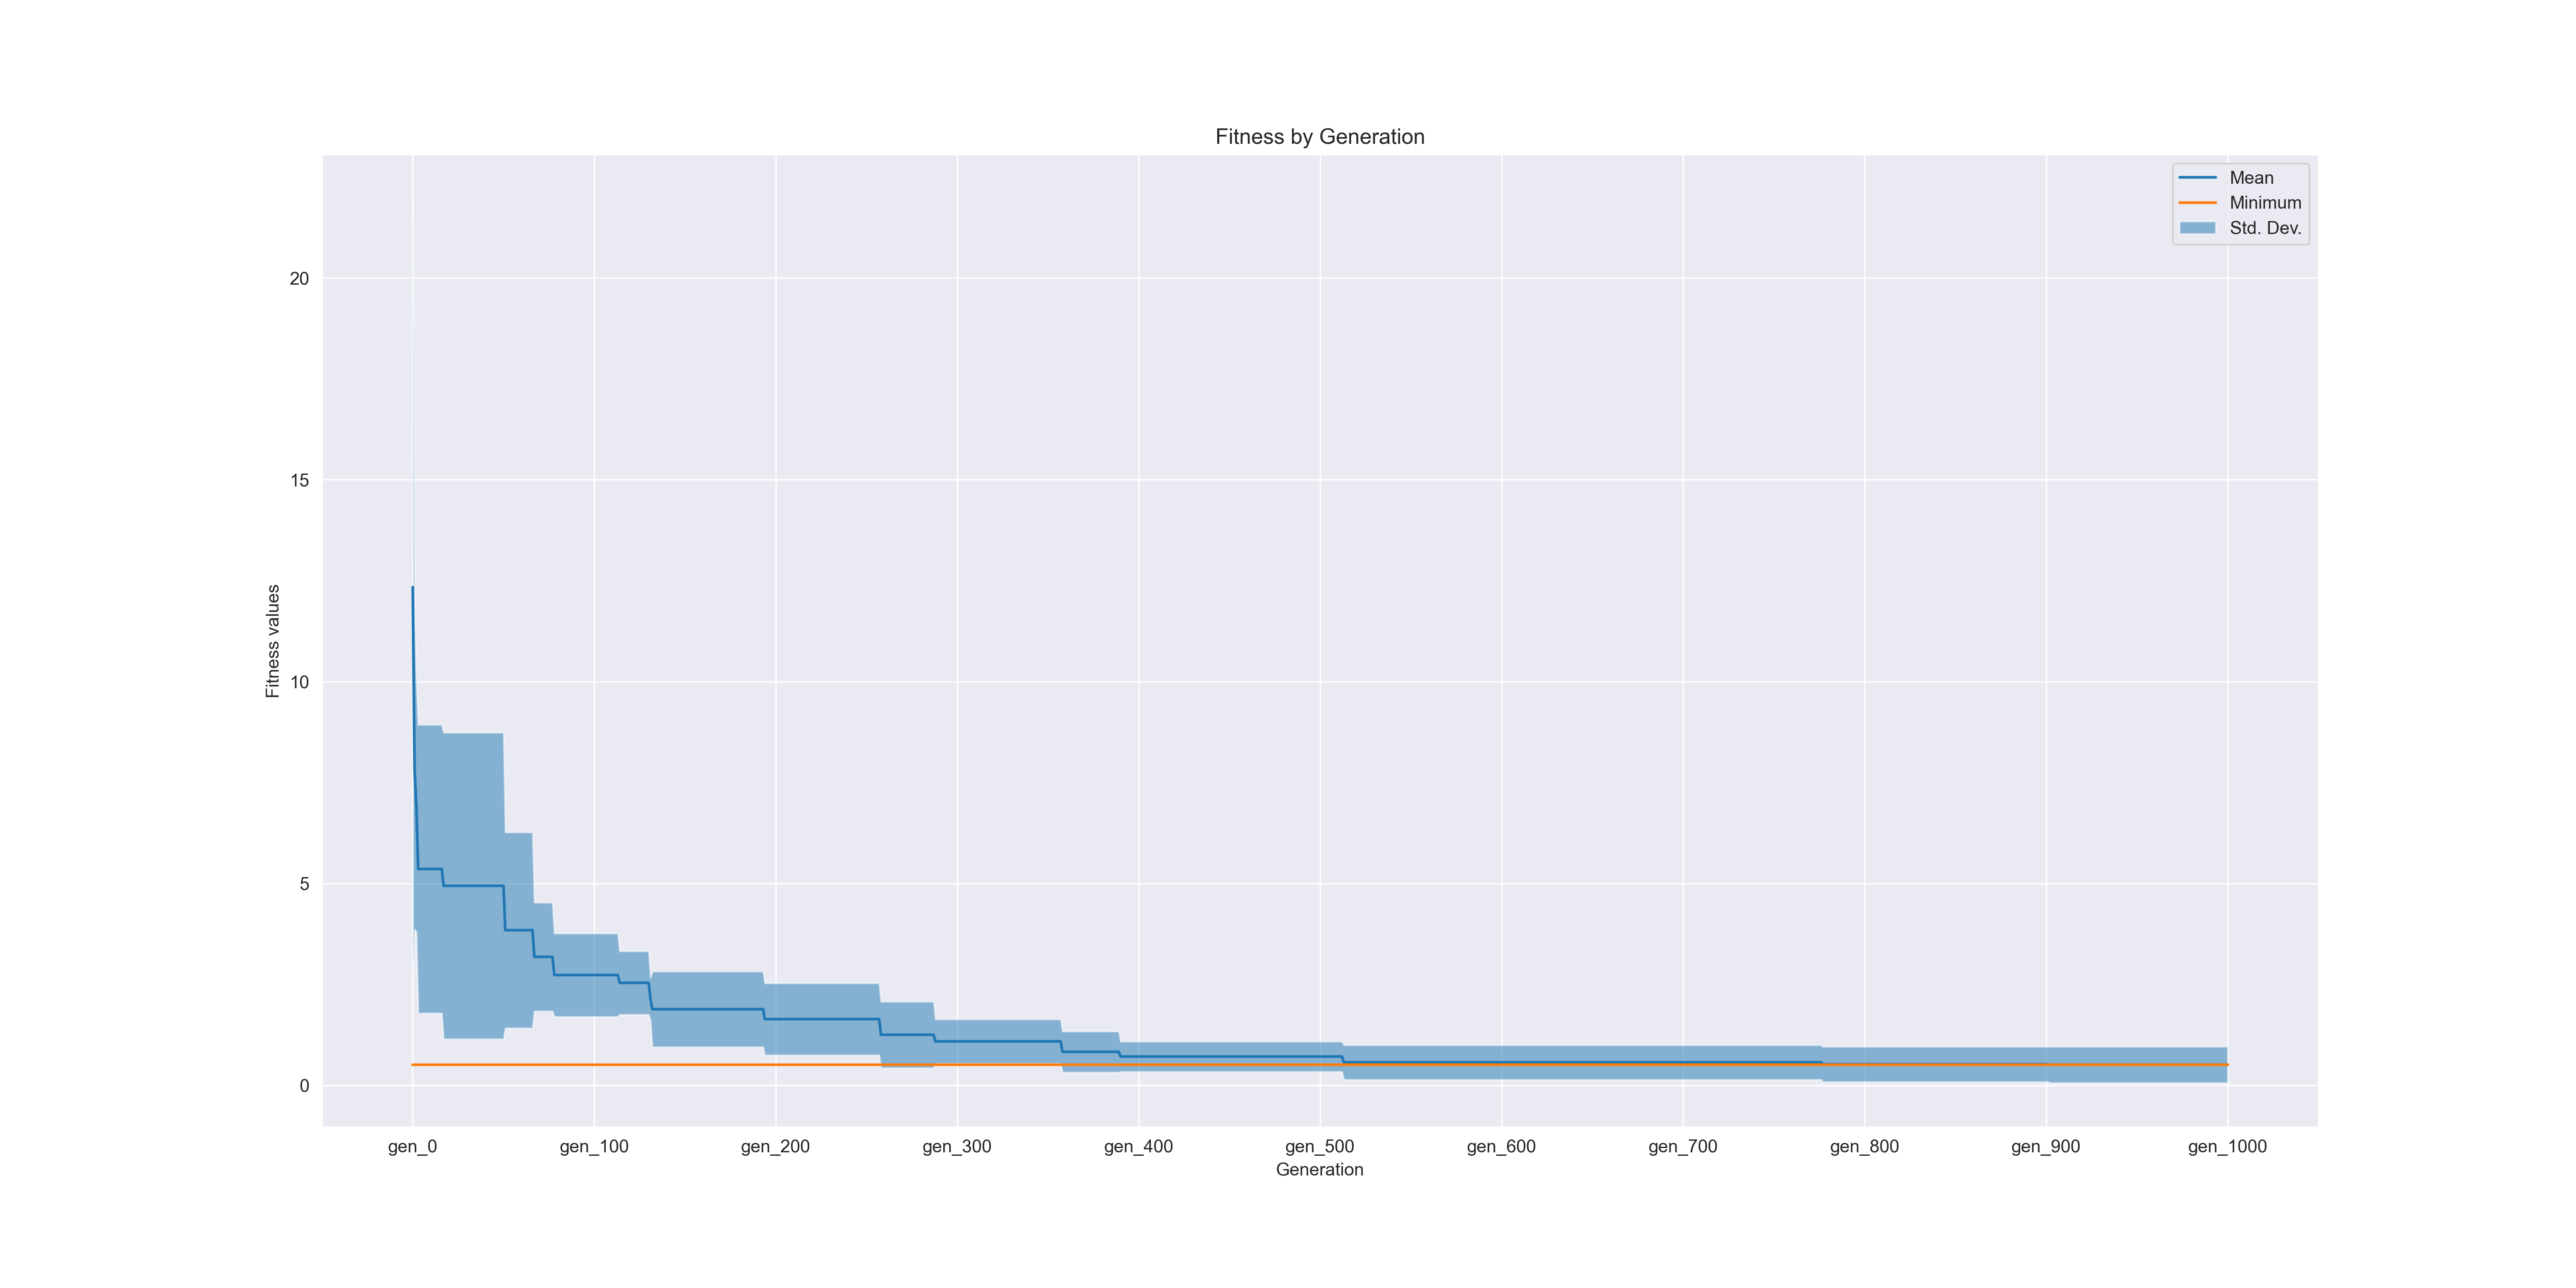 Fitness by Generation
Mean
Minimum
Std. Dev.
20
15
10
5
0
Fitness values
gen_0 gen_100 gen_200 gen_300 gen_400 gen_500 gen_600 gen_700 gen_800 gen_900 gen_1000
Generation